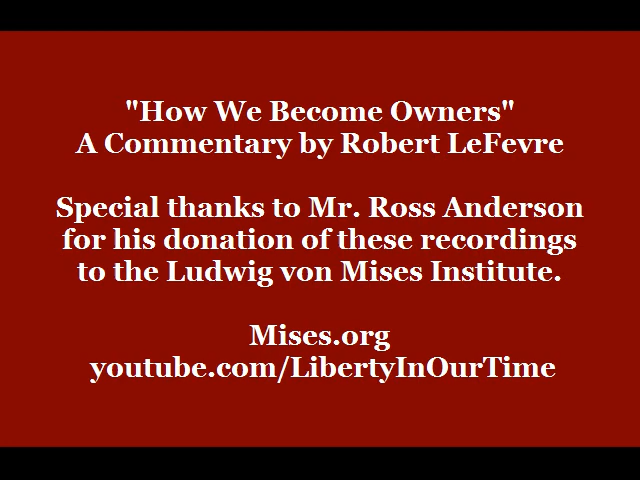 "How We Become Owners"
A Commentary by Robert LeFevre
Special thanks to Mr. Ross Anderson
for his donation of these recordings
to the Ludwig von Mises Institute.
Mises.org
youtube.com/LibertyInOurTime